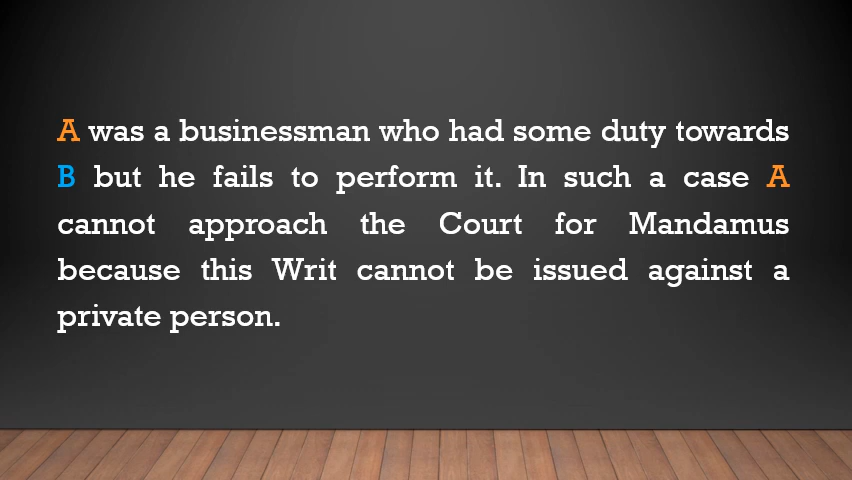 A was a businessman who had some duty towards
B but he fails to perform it. In such a case A
cannot approach the Court for Mandamus
because this Writ cannot be issued against a
private person.